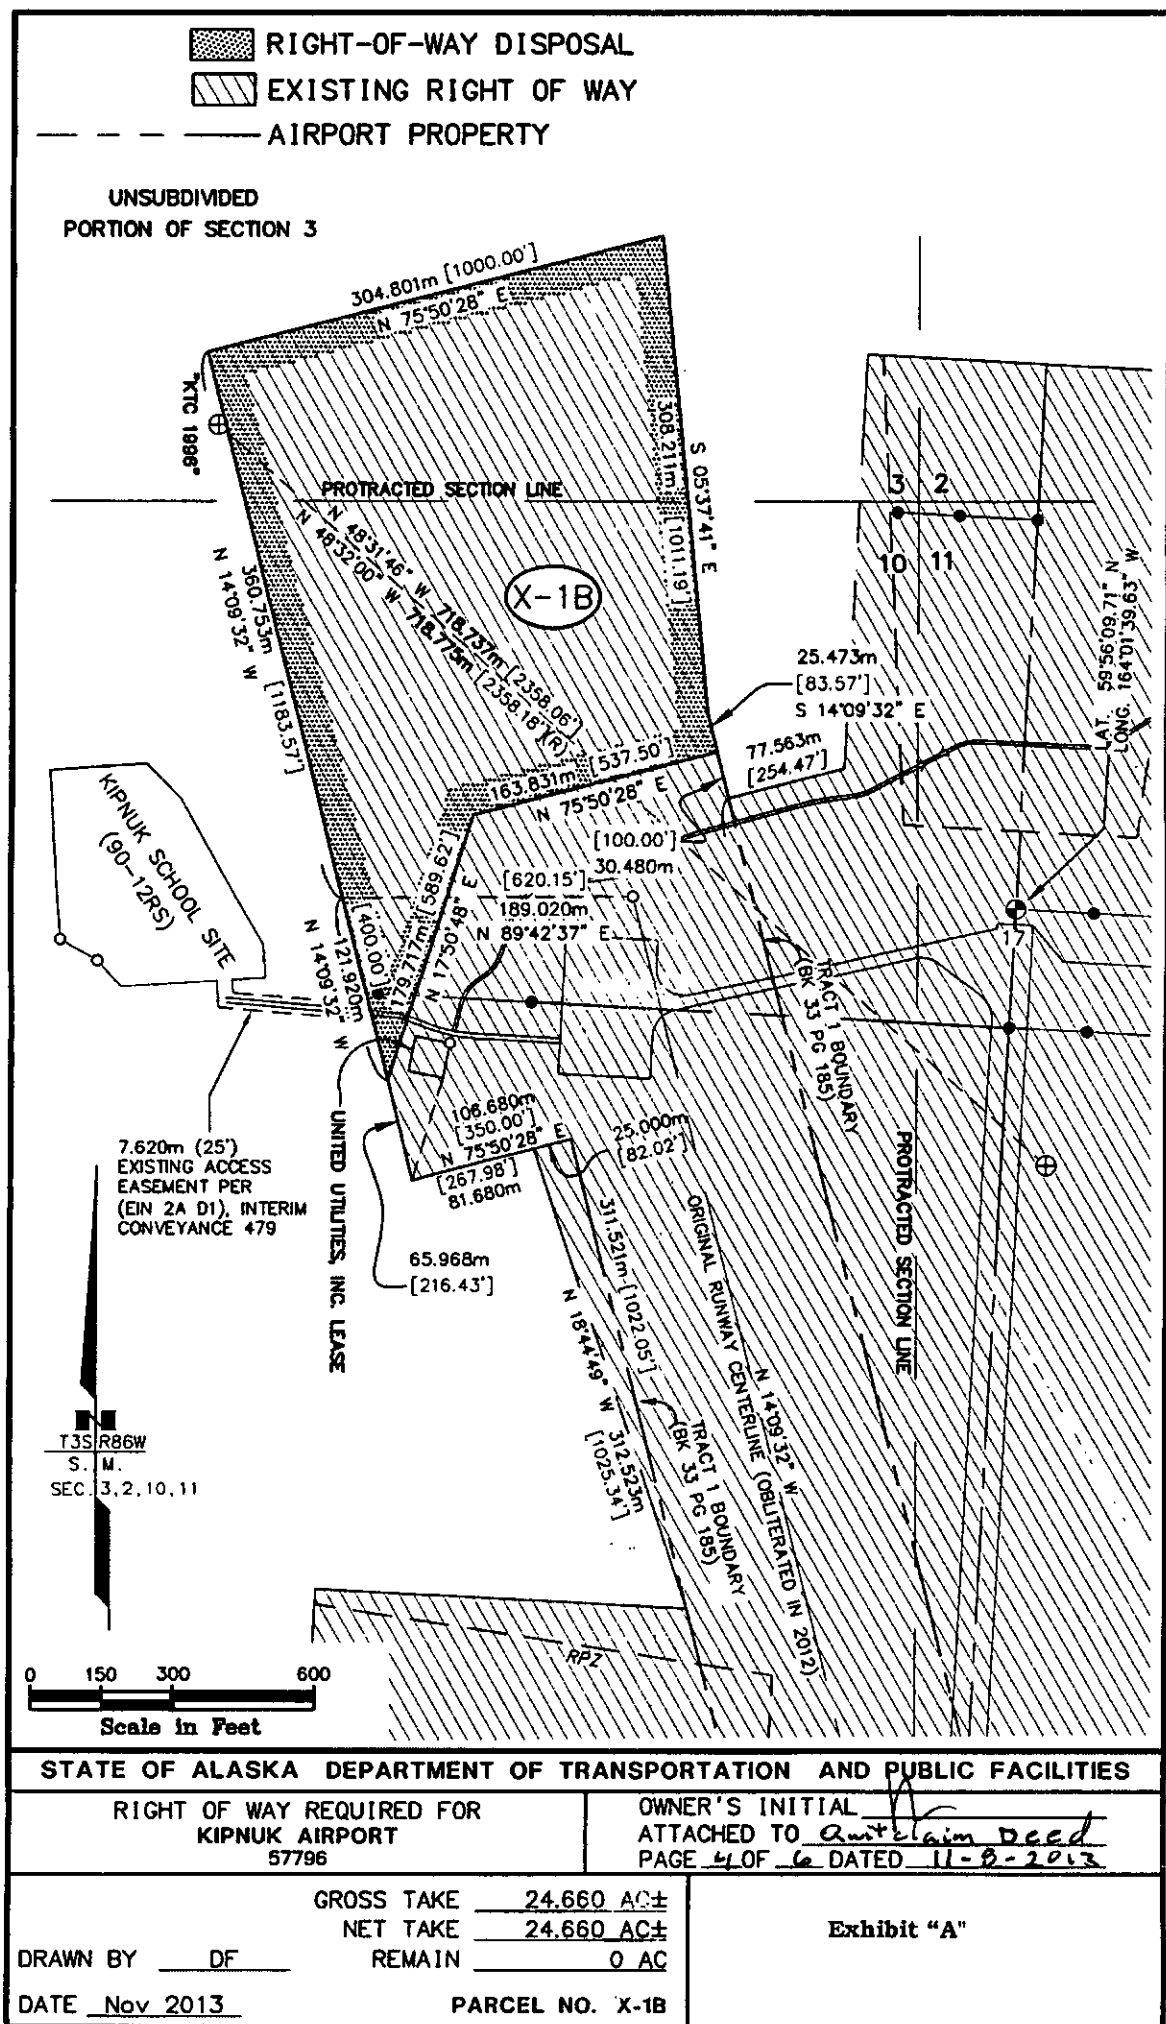 RIGHT-OF-WAY DISPOSAL
EXISTING RIGHT OF WAY
AIRPORT PROPERTY
UNSUBDIVIDED
PORTION OF SECTION 3
304.801m [1000.00']
N 75°50'28" E
"KTC 1996"
PROTRACTED SECTION LINE
308.211m [1011.19']
S 05°37'41" E
3 2
10 11
N 48°31'46" W 718.737m [2358.06']
N 48°32'00" W 718.775m [2358.18'](R)
X-1B
360.753m [1183.57']
N 14°09'32" W
25.473m
[83.57']
S 14°09'32" E
LAT. 59°56'09.71" N
LONG. 164°01'39.63" W
77.563m
[254.47']
163.831m [537.50']
N 75°50'28" E
KIPNUK SCHOOL SITE
(90-12RS)
[100.00']
30.480m
179.717m [589.62']
N 17°50'48" E
[620.15']
189.020m
N 89°42'37" E
[400.00']
121.920m
N 14°09'32" W
17
TRACT 1 BOUNDARY
(BK 33 PG 185)
106.680m
[350.00']
N 75°50'28" E
[267.98']
81.680m
25.000m
[82.02']
7.620m (25')
EXISTING ACCESS
EASEMENT PER
(EIN 2A D1), INTERIM
CONVEYANCE 479
UNITED UTILITIES, INC. LEASE
65.968m
[216.43']
PROTRACTED SECTION LINE
311.521m [1022.05']
N 18°44'49" W 312.523m
[1025.34']
ORIGINAL RUNWAY CENTERLINE (OBLITERATED IN 2012)
N 14°09'32" W
TRACT 1 BOUNDARY
(BK 33 PG 185)
N
T3S R86W
S. M.
SEC. 3,2,10,11
RPZ
0 150 300 600
Scale in Feet
STATE OF ALASKA DEPARTMENT OF TRANSPORTATION AND PUBLIC FACILITIES
RIGHT OF WAY REQUIRED FOR
KIPNUK AIRPORT
57796
OWNER'S INITIAL
ATTACHED TO Quitclaim Deed
PAGE 4 OF 6 DATED 11-8-2013
GROSS TAKE 24.660 AC±
NET TAKE 24.660 AC±
DRAWN BY DF REMAIN 0 AC
DATE Nov 2013 PARCEL NO. X-1B
Exhibit "A"